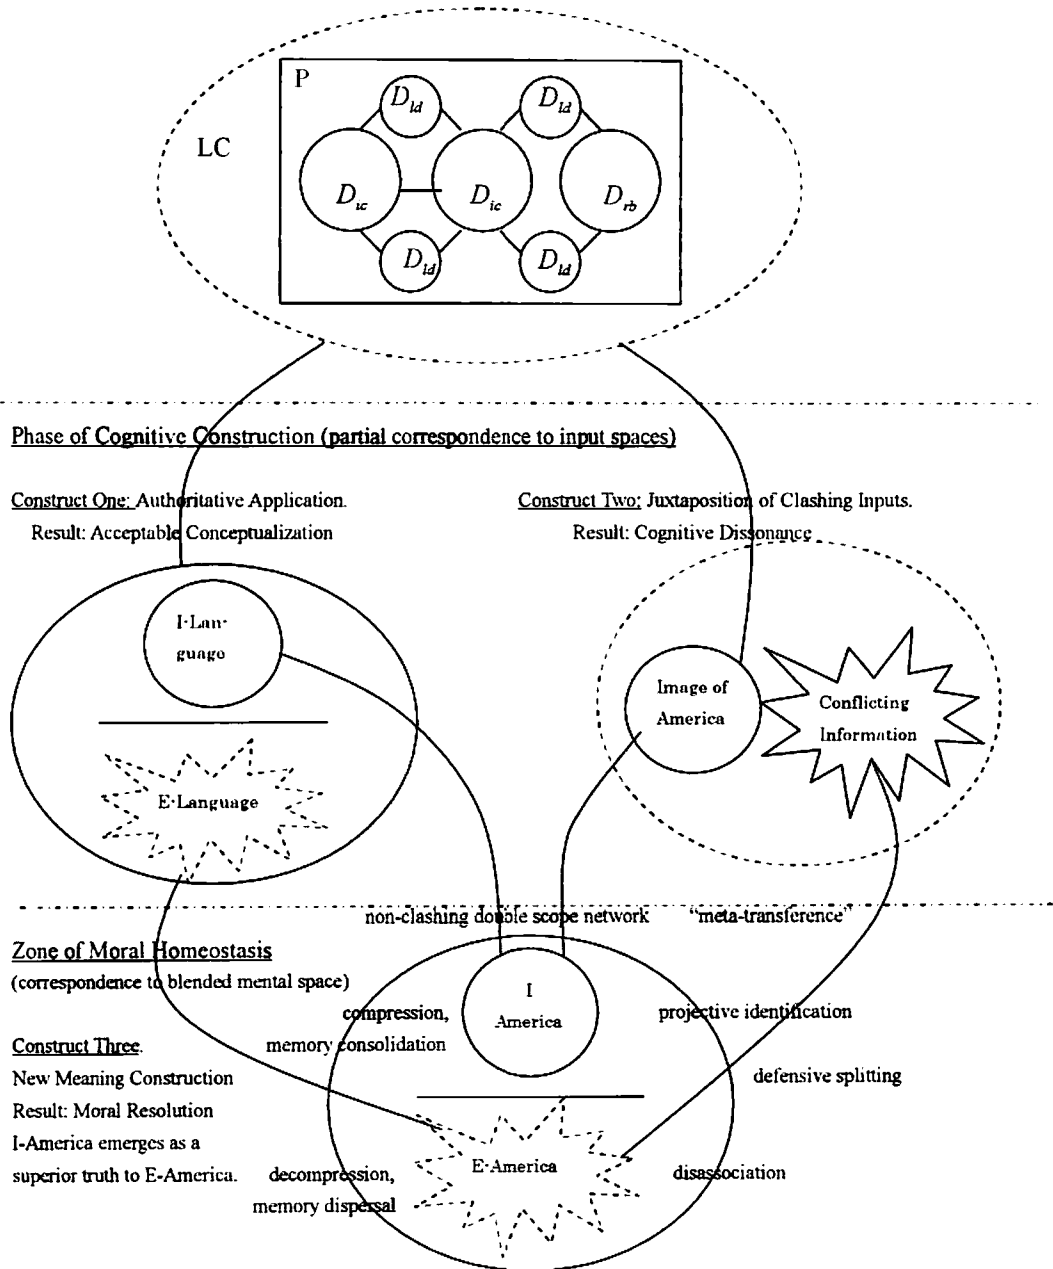 P
D_ld D_ld
LC
D_ic D_ic D_rb
D_ld D_ld
Phase of Cognitive Construction (partial correspondence to input spaces)
Construct One: Authoritative Application.
Result: Acceptable Conceptualization
Construct Two: Juxtaposition of Clashing Inputs.
Result: Cognitive Dissonance
I-Lan-
guage
E-Language
Image of
America
Conflicting
Information
non-clashing double scope network
"meta-transference"
Zone of Moral Homeostasis
(correspondence to blended mental space)
I
America
compression,
memory consolidation
projective identification
defensive splitting
Construct Three.
New Meaning Construction
Result: Moral Resolution
I-America emerges as a
superior truth to E-America.
E-America
decompression,
memory dispersal
disassociation